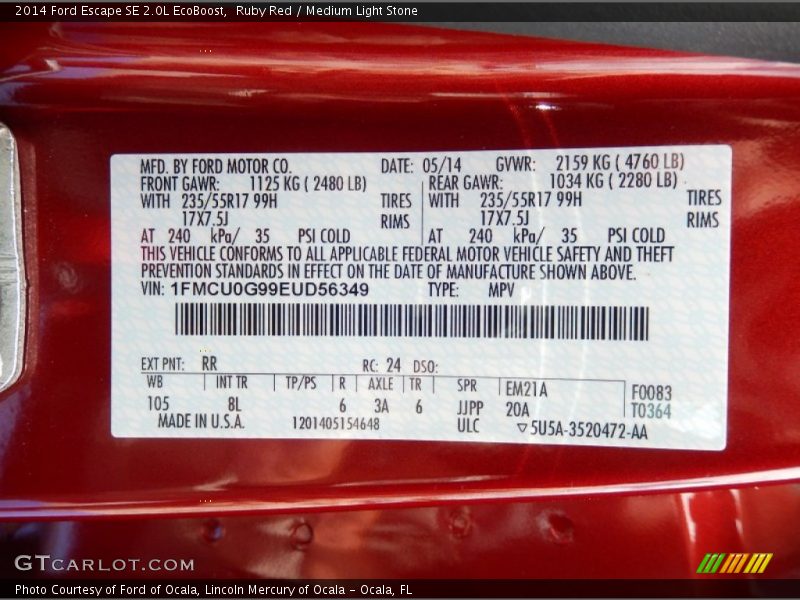 2014 Ford Escape SE 2.0L EcoBoost, Ruby Red / Medium Light Stone
MFD. BY FORD MOTOR CO. DATE: 05/14 GVWR: 2159 KG ( 4760 LB)
FRONT GAWR: 1125 KG ( 2480 LB) REAR GAWR: 1034 KG ( 2280 LB)
WITH 235/55R17 99H TIRES WITH 235/55R17 99H TIRES
17X7.5J RIMS 17X7.5J RIMS
AT 240 kPa/ 35 PSI COLD AT 240 kPa/ 35 PSI COLD
THIS VEHICLE CONFORMS TO ALL APPLICABLE FEDERAL MOTOR VEHICLE SAFETY AND THEFT
PREVENTION STANDARDS IN EFFECT ON THE DATE OF MANUFACTURE SHOWN ABOVE.
VIN: 1FMCU0G99EUD56349 TYPE: MPV
EXT PNT: RR RC: 24 DSO:
WB INT TR TP/PS R AXLE TR SPR EM21A F0083
105 8L 6 3A 6 JJPP 20A T0364
MADE IN U.S.A. 1201405154648 ULC ▽5U5A-3520472-AA
GTCARLOT.COM
Photo Courtesy of Ford of Ocala, Lincoln Mercury of Ocala - Ocala, FL